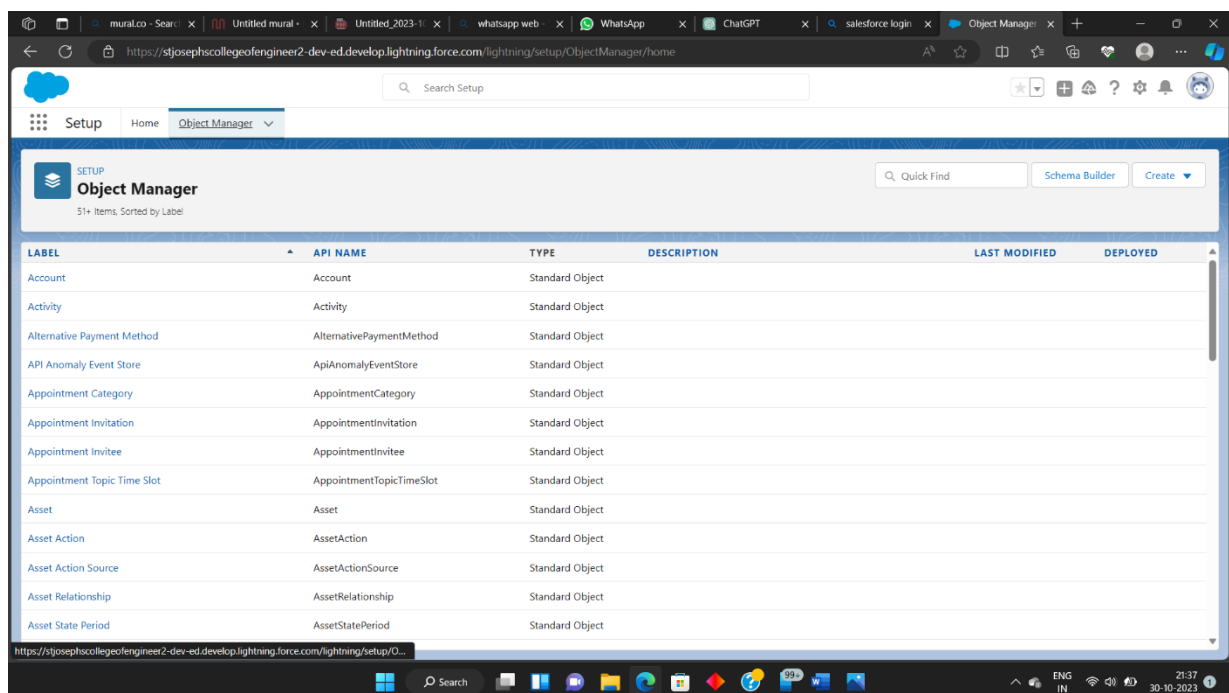 mural.co - Searc
Untitled mural •
Untitled_2023-1
whatsapp web -
WhatsApp
ChatGPT
salesforce login
Object Manager
https://stjosephscollegeofengineer2-dev-ed.develop.lightning.force.com/lightning/setup/ObjectManager/home
Search Setup
Setup Home Object Manager
SETUP
Object Manager
51+ Items, Sorted by Label
Quick Find Schema Builder Create
LABEL API NAME TYPE DESCRIPTION LAST MODIFIED DEPLOYED
Account Account Standard Object
Activity Activity Standard Object
Alternative Payment Method AlternativePaymentMethod Standard Object
API Anomaly Event Store ApiAnomalyEventStore Standard Object
Appointment Category AppointmentCategory Standard Object
Appointment Invitation AppointmentInvitation Standard Object
Appointment Invitee AppointmentInvitee Standard Object
Appointment Topic Time Slot AppointmentTopicTimeSlot Standard Object
Asset Asset Standard Object
Asset Action AssetAction Standard Object
Asset Action Source AssetActionSource Standard Object
Asset Relationship AssetRelationship Standard Object
Asset State Period AssetStatePeriod Standard Object
https://stjosephscollegeofengineer2-dev-ed.develop.lightning.force.com/lightning/setup/O...
Search
99+
ENG
IN
21:37
30-10-2023
1